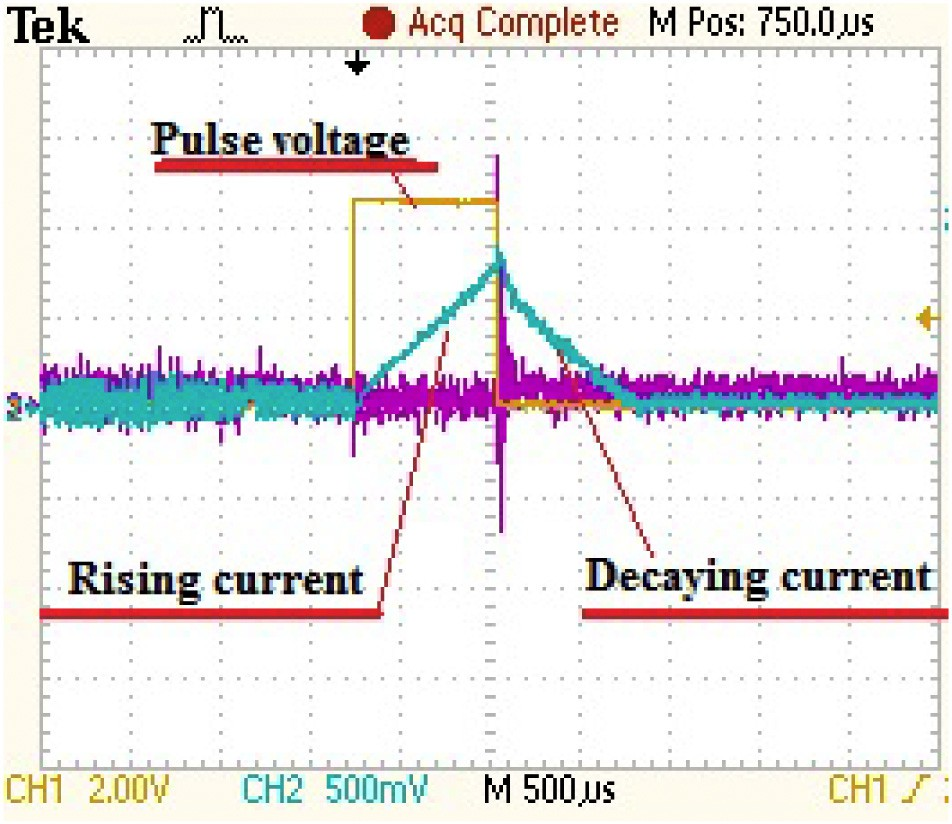 Tek Acq Complete M Pos: 750.0µs
Pulse voltage
Rising current
Decaying current
CH1 2.00V CH2 500mV M 500µs CH1